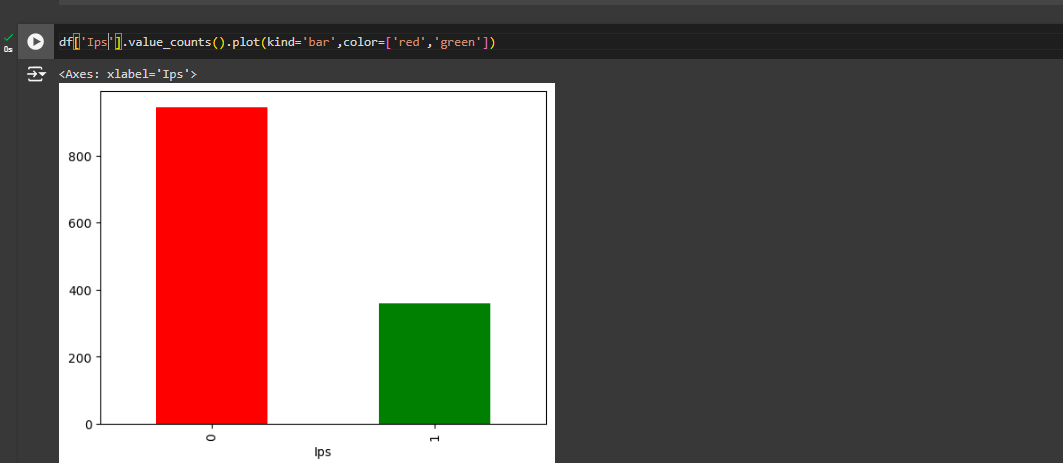 df['Ips'].value_counts().plot(kind='bar',color=['red','green'])
0s
<Axes: xlabel='Ips'>
800
600
400
200
0
0
1
Ips